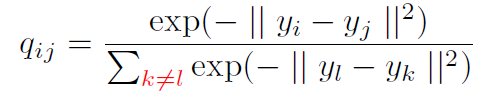 q_{ij} = \frac{\exp(- || y_i - y_j ||^2)}{\sum_{k \neq l} \exp(- || y_l - y_k ||^2)}